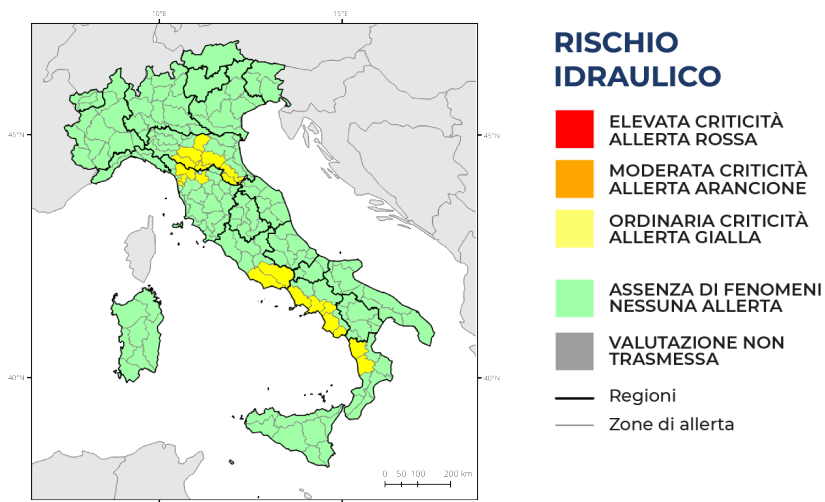 10°E
15°E
RISCHIO
IDRAULICO
ELEVATA CRITICITÀ
ALLERTA ROSSA
45°N
45°N
MODERATA CRITICITÀ
ALLERTA ARANCIONE
ORDINARIA CRITICITÀ
ALLERTA GIALLA
ASSENZA DI FENOMENI
NESSUNA ALLERTA
VALUTAZIONE NON
TRASMESSA
40°N
40°N
Regioni
Zone di allerta
0 50 100 200 km
15°E